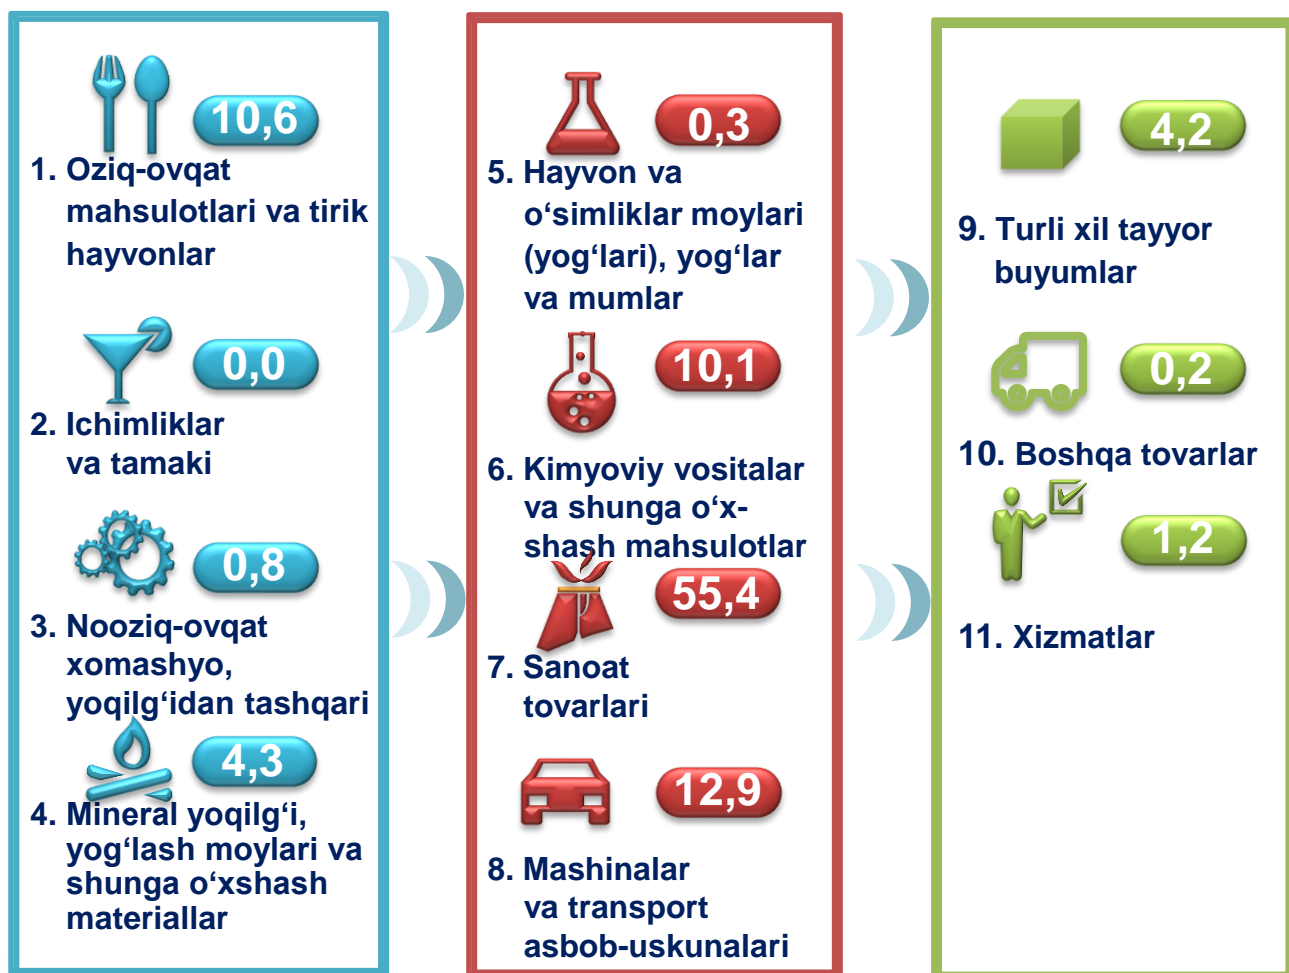 10,6
1. Oziq-ovqat
mahsulotlari va tirik
hayvonlar
0,0
2. Ichimliklar
va tamaki
0,8
3. Nooziq-ovqat
xomashyo,
yoqilg‘idan tashqari
4,3
4. Mineral yoqilg‘i,
yog‘lash moylari va
shunga o‘xshash
materiallar
0,3
5. Hayvon va
o‘simliklar moylari
(yog‘lari), yog‘lar
va mumlar
10,1
6. Kimyoviy vositalar
va shunga o‘x-
shash mahsulotlar
55,4
7. Sanoat
tovarlari
12,9
8. Mashinalar
va transport
asbob-uskunalari
4,2
9. Turli xil tayyor
buyumlar
0,2
10. Boshqa tovarlar
1,2
11. Xizmatlar